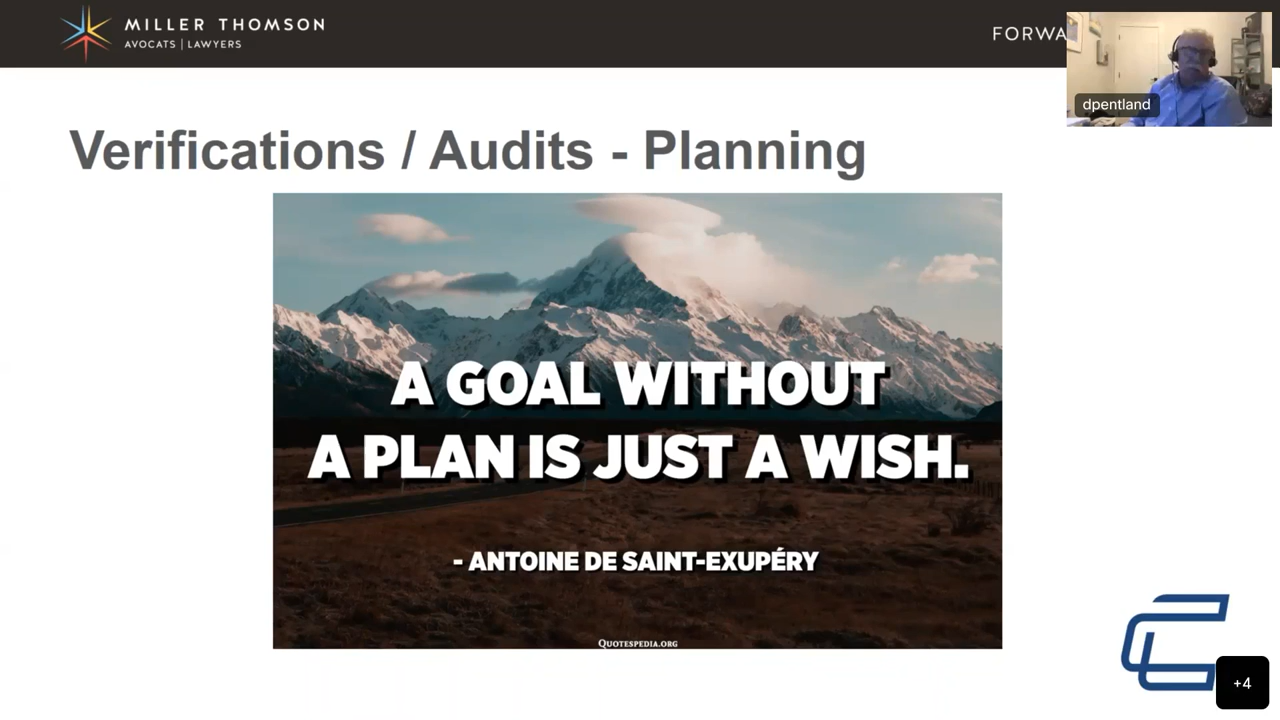 MILLER THOMSON
AVOCATS | LAWYERS
FORWA
dpentland
Verifications / Audits - Planning
A GOAL WITHOUT
A PLAN IS JUST A WISH.
- ANTOINE DE SAINT-EXUPÉRY
QUOTESPEDIA.ORG
+4